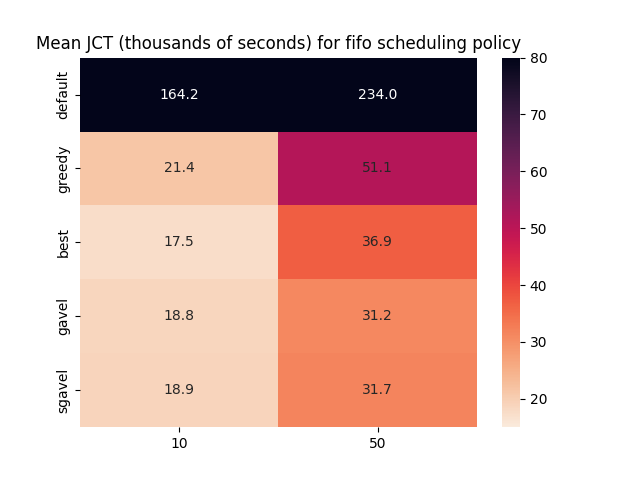 Mean JCT (thousands of seconds) for fifo scheduling policy
default 164.2 234.0
greedy 21.4 51.1
best 17.5 36.9
gavel 18.8 31.2
sgavel 18.9 31.7
10 50
80
70
60
50
40
30
20